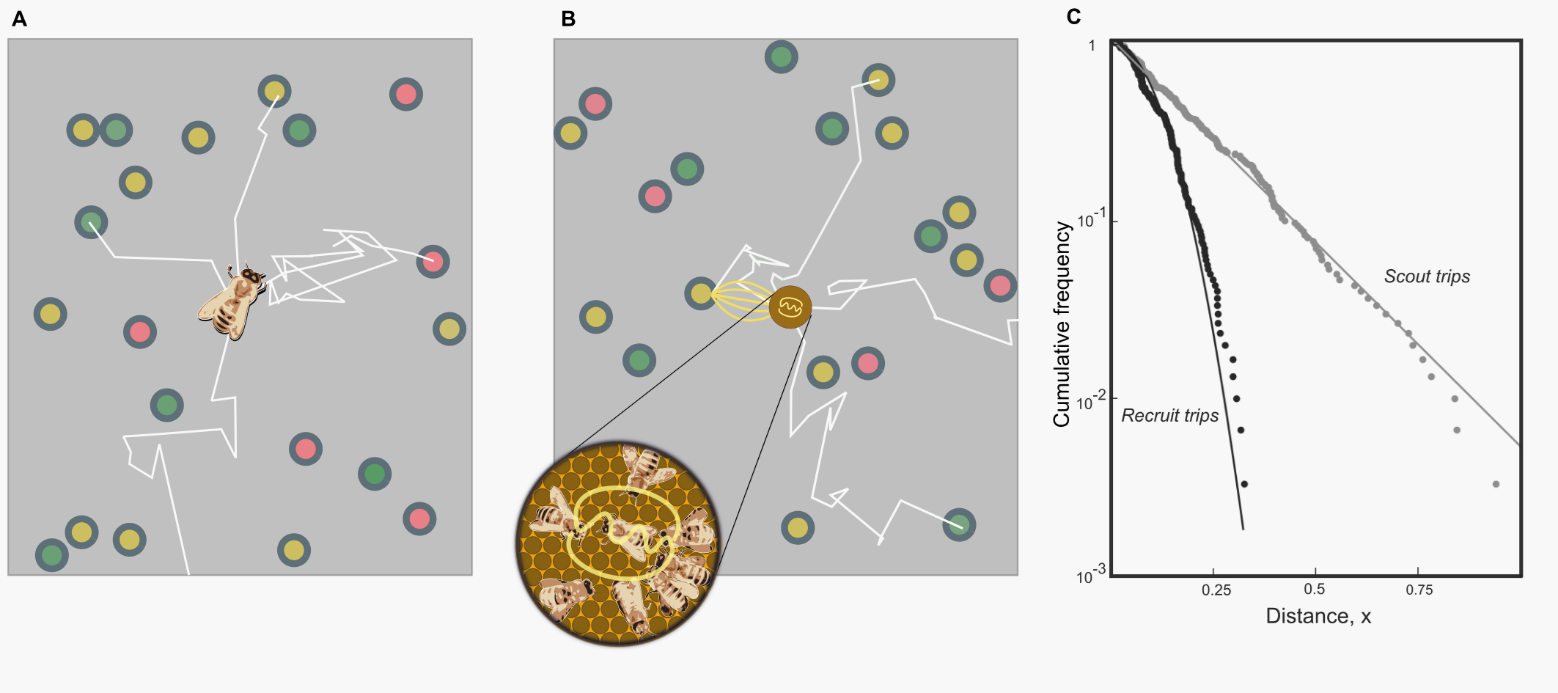 A
B
C
1
10-1
10-2
10-3
Cumulative frequency
Scout trips
Recruit trips
0.25
0.5
0.75
Distance, x